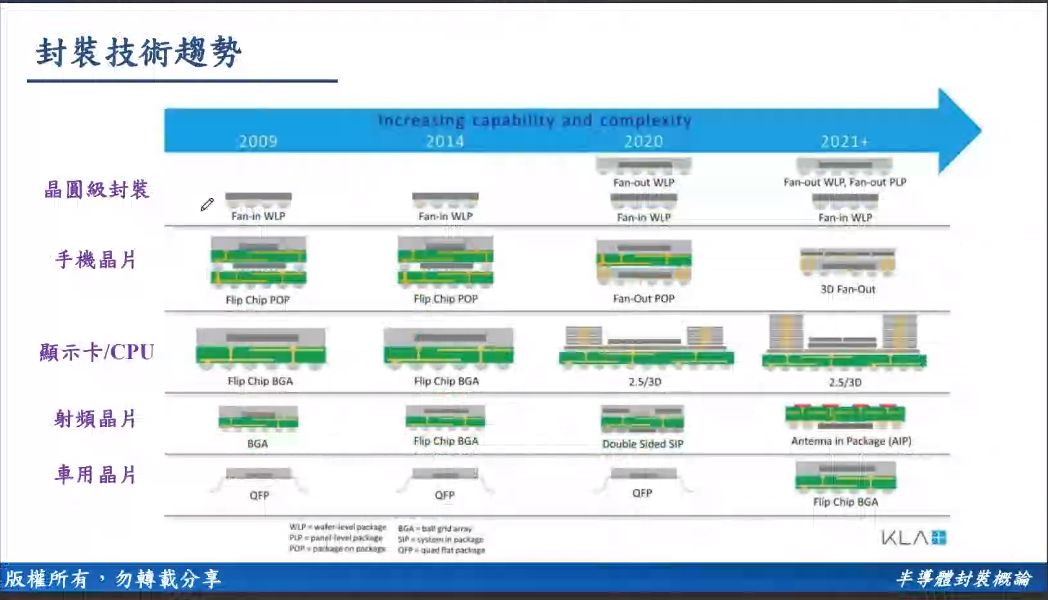 封裝技術趨勢
Increasing capability and complexity
2009 2014 2020 2021+
晶圓級封裝
Fan-out WLP Fan-out WLP, Fan-out PLP
Fan-in WLP Fan-in WLP Fan-in WLP Fan-in WLP
手機晶片
Flip Chip POP Flip Chip POP Fan-Out POP 3D Fan-Out
顯示卡/CPU
Flip Chip BGA Flip Chip BGA 2.5/3D 2.5/3D
射頻晶片
BGA Flip Chip BGA Double Sided SIP Antenna in Package (AIP)
車用晶片
QFP QFP QFP Flip Chip BGA
WLP = wafer-level package BGA = ball grid array
PLP = panel-level package SIP = system in package
POP = package on package QFP = quad flat package
KLA
版權所有，勿轉載分享
半導體封裝概論